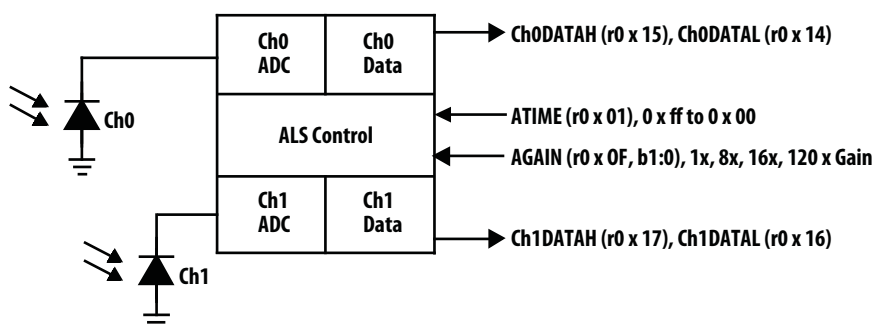 Ch0
ADC
Ch0
Data
Ch0DATAH (r0 x 15), Ch0DATAL (r0 x 14)
Ch0
ALS Control
ATIME (r0 x 01), 0 x ff to 0 x 00
AGAIN (r0 x 0F, b1:0), 1x, 8x, 16x, 120 x Gain
Ch1
ADC
Ch1
Data
Ch1DATAH (r0 x 17), Ch1DATAL (r0 x 16)
Ch1